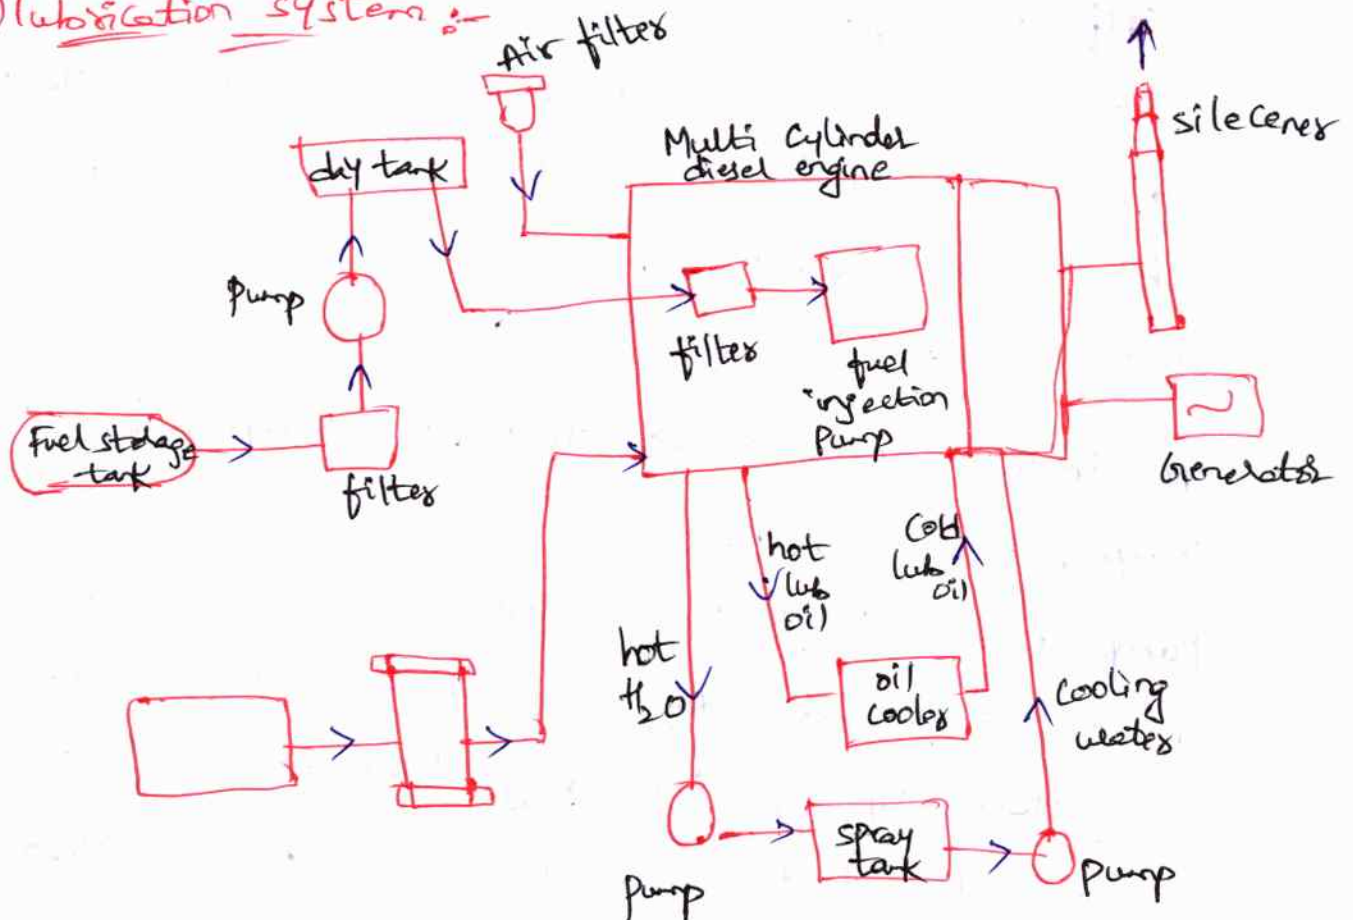 lubrication system :-
Air filter
silecener
Multi Cylinder
diesel engine
day tank
Pump
filter
fuel
injection
Pump
Fuel storage
tank
filter
Generator
hot
lub
oil
Cold
lub
oil
hot
H2O
oil
cooler
Cooling
water
spray
tank
Pump
Pump